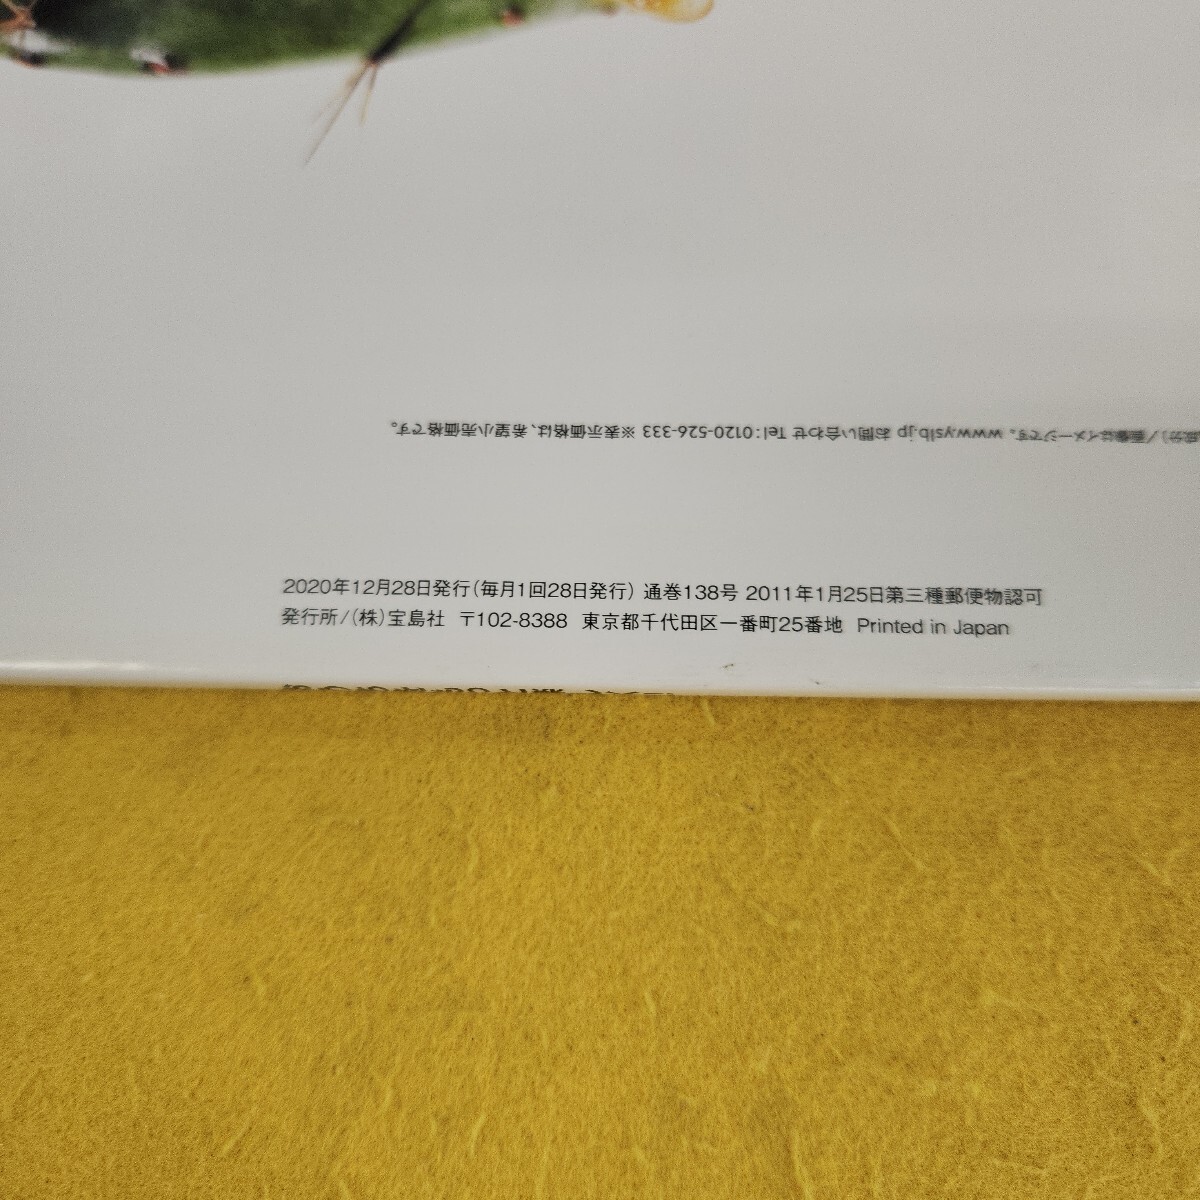 成分)／画像はイメージです。 www.yslb.jp お問い合わせ Tel：0120-526-333 ※表示価格は、希望小売価格です。
2020年12月28日発行（毎月1回28日発行） 通巻138号 2011年1月25日第三種郵便物認可
発行所／（株）宝島社 〒102-8388 東京都千代田区一番町25番地 Printed in Japan